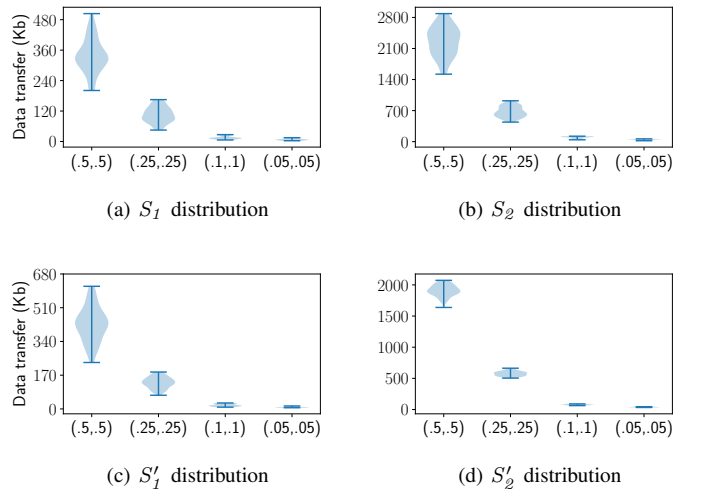 Data transfer (Kb)
480
360
240
120
0
(.5,.5) (.25,.25) (.1,.1) (.05,.05)
(a) S₁ distribution
2800
2100
1400
700
0
(.5,.5) (.25,.25) (.1,.1) (.05,.05)
(b) S₂ distribution
Data transfer (Kb)
680
510
340
170
0
(.5,.5) (.25,.25) (.1,.1) (.05,.05)
(c) S′₁ distribution
2000
1500
1000
500
0
(.5,.5) (.25,.25) (.1,.1) (.05,.05)
(d) S′₂ distribution